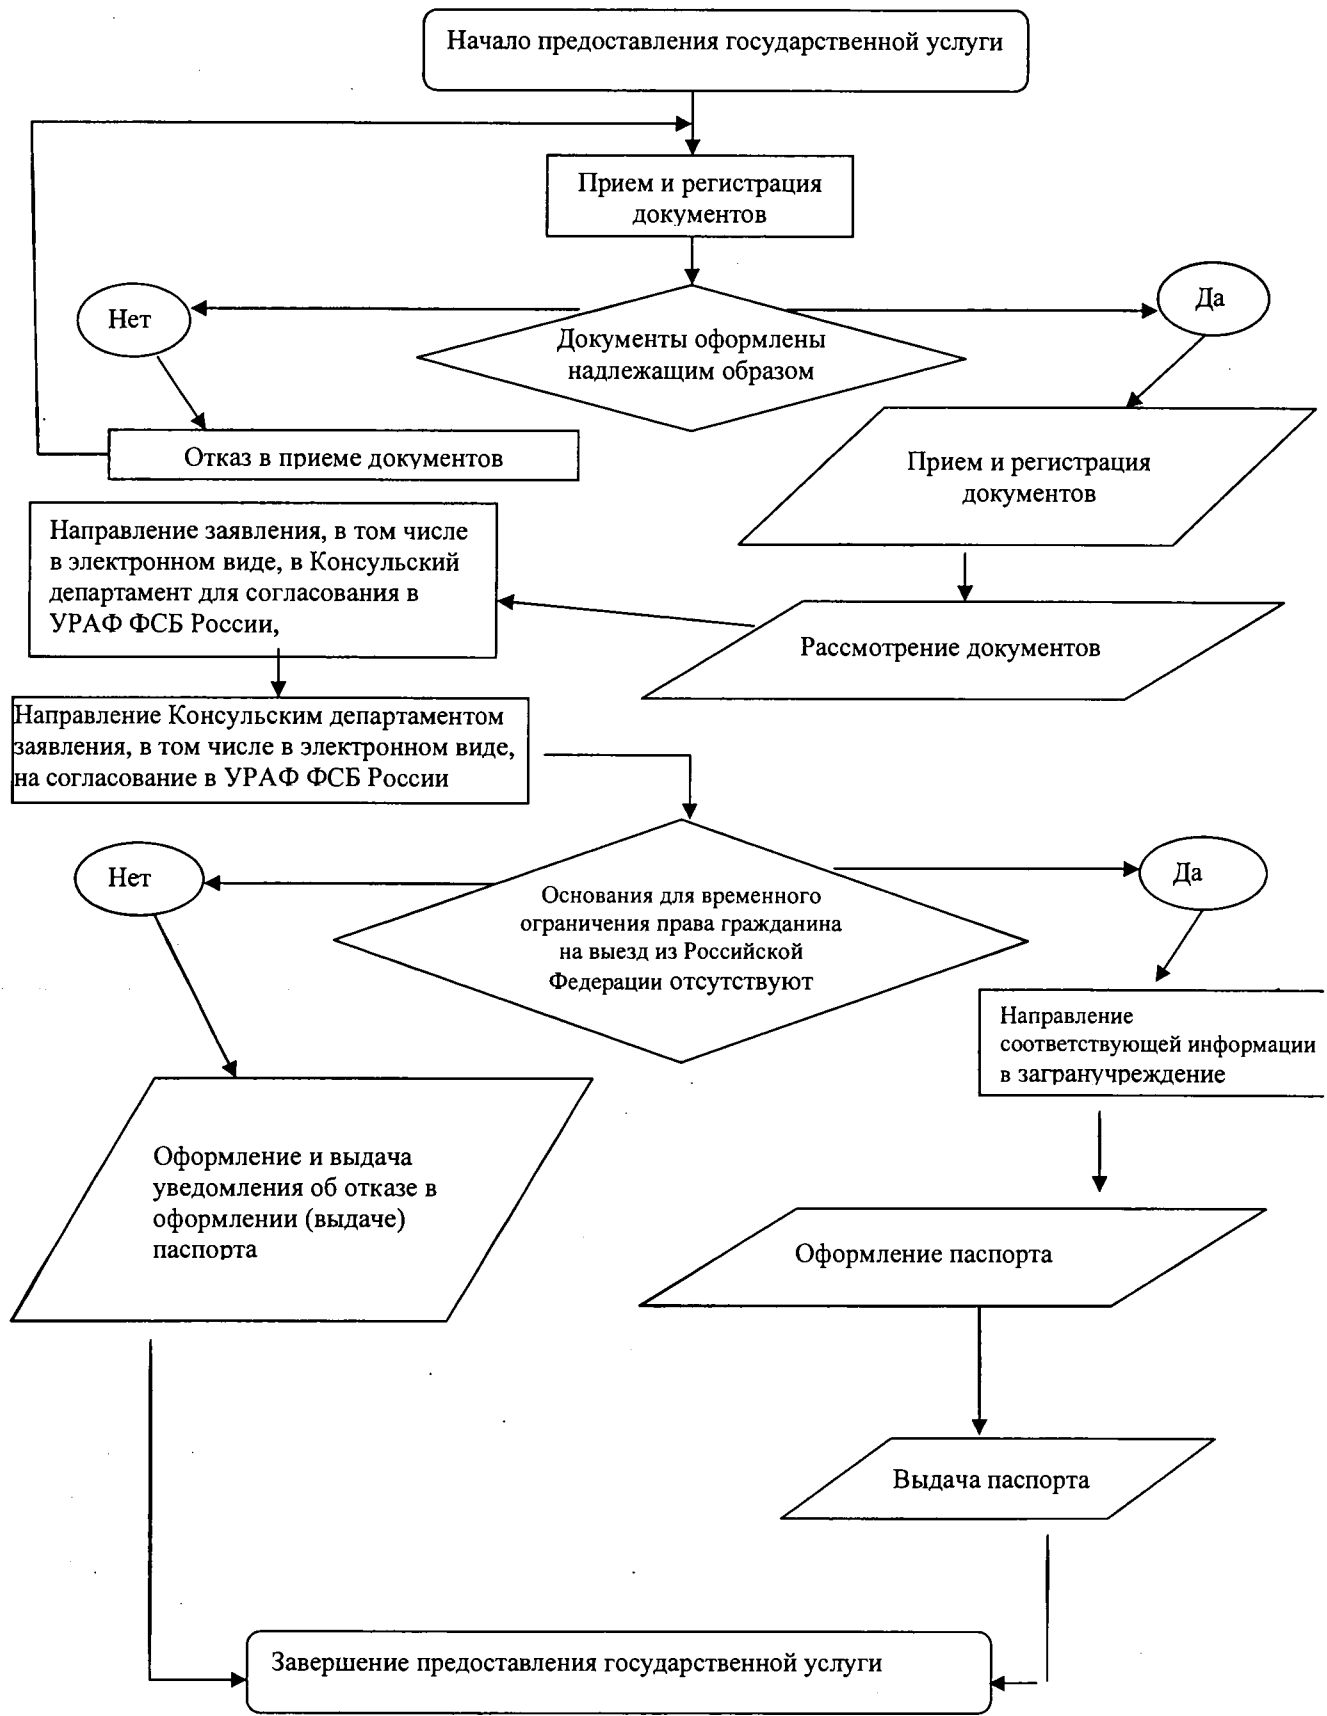 Начало предоставления государственной услуги
Прием и регистрация
документов
Нет
Да
Документы оформлены
надлежащим образом
Отказ в приеме документов
Прием и регистрация
документов
Направление заявления, в том числе
в электронном виде, в Консульский
департамент для согласования в
УРАФ ФСБ России,
Рассмотрение документов
Направление Консульским департаментом
заявления, в том числе в электронном виде,
на согласование в УРАФ ФСБ России
Нет
Да
Основания для временного
ограничения права гражданина
на выезд из Российской
Федерации отсутствуют
Направление
соответствующей информации
в загранучреждение
Оформление и выдача
уведомления об отказе в
оформлении (выдаче)
паспорта
Оформление паспорта
Выдача паспорта
Завершение предоставления государственной услуги